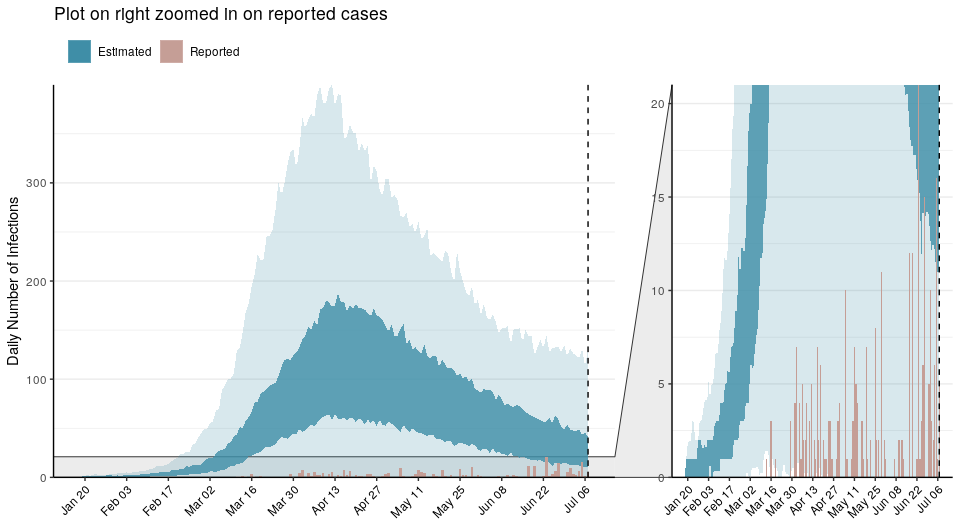 Plot on right zoomed in on reported cases
Estimated
Reported
Daily Number of Infections
300
200
100
0
Jan 20
Feb 03
Feb 17
Mar 02
Mar 16
Mar 30
Apr 13
Apr 27
May 11
May 25
Jun 08
Jun 22
Jul 06
20
15
10
5
0
Jan 20
Feb 03
Feb 17
Mar 02
Mar 16
Mar 30
Apr 13
Apr 27
May 11
May 25
Jun 08
Jun 22
Jul 06